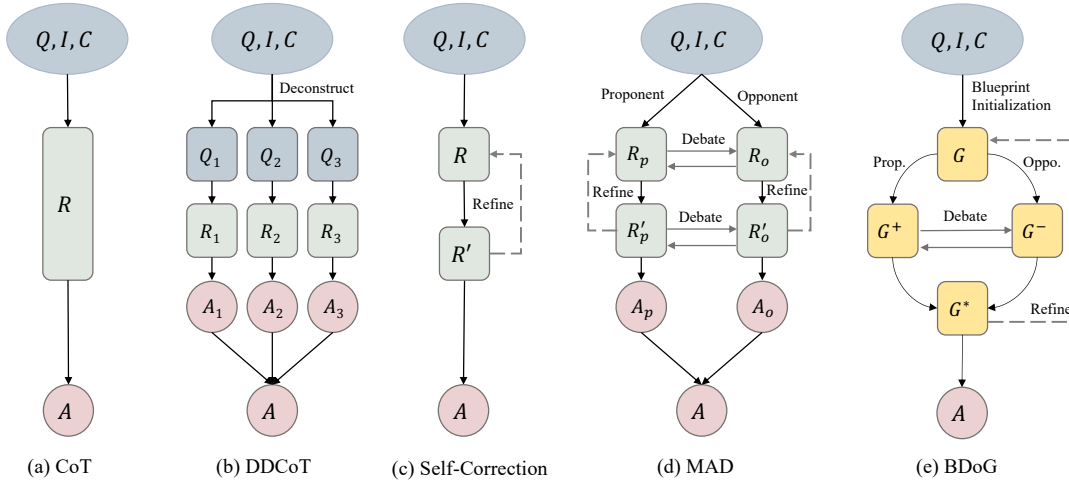 Q, I, C
R
A
(a) CoT
Q, I, C
Deconstruct
Q₁ Q₂ Q₃
R₁ R₂ R₃
A₁ A₂ A₃
A
(b) DDCoT
Q, I, C
R
Refine
R′
A
(c) Self-Correction
Q, I, C
Proponent Opponent
Rₚ Debate Rₒ
Refine Refine
R′ₚ Debate R′ₒ
Aₚ Aₒ
A
(d) MAD
Q, I, C
Blueprint
Initialization
G
Prop. Oppo.
G⁺ Debate G⁻
G*
Refine
A
(e) BDoG